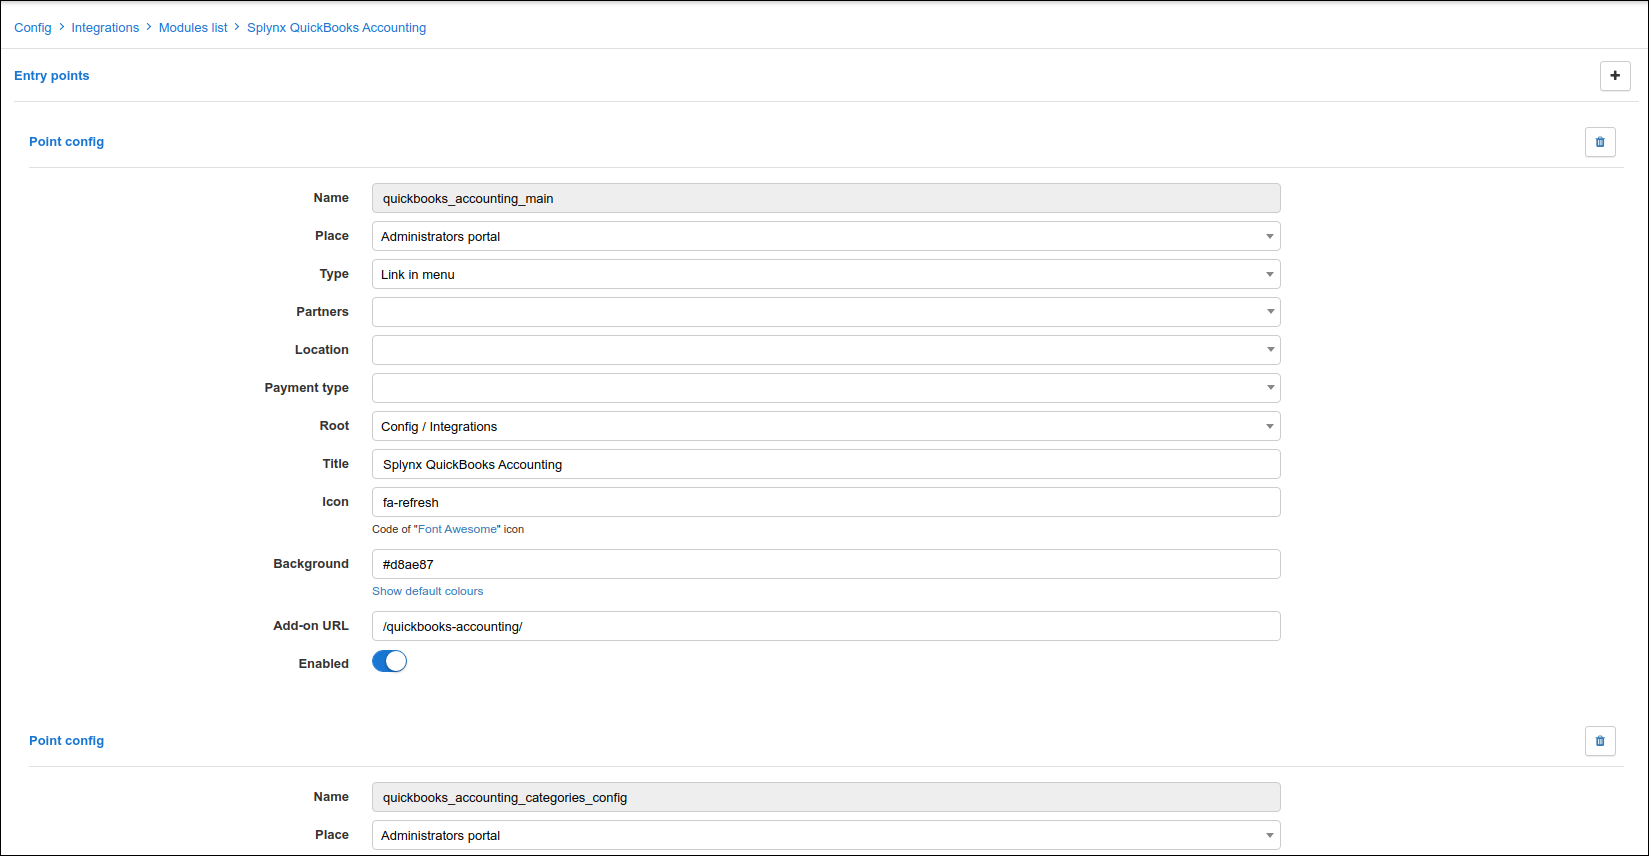 Config > Integrations > Modules list > Splynx QuickBooks Accounting
Entry points
Point config
Name quickbooks_accounting_main
Place Administrators portal
Type Link in menu
Partners
Location
Payment type
Root Config / Integrations
Title Splynx QuickBooks Accounting
Icon fa-refresh
Code of "Font Awesome" icon
Background #d8ae87
Show default colours
Add-on URL /quickbooks-accounting/
Enabled
Point config
Name quickbooks_accounting_categories_config
Place Administrators portal